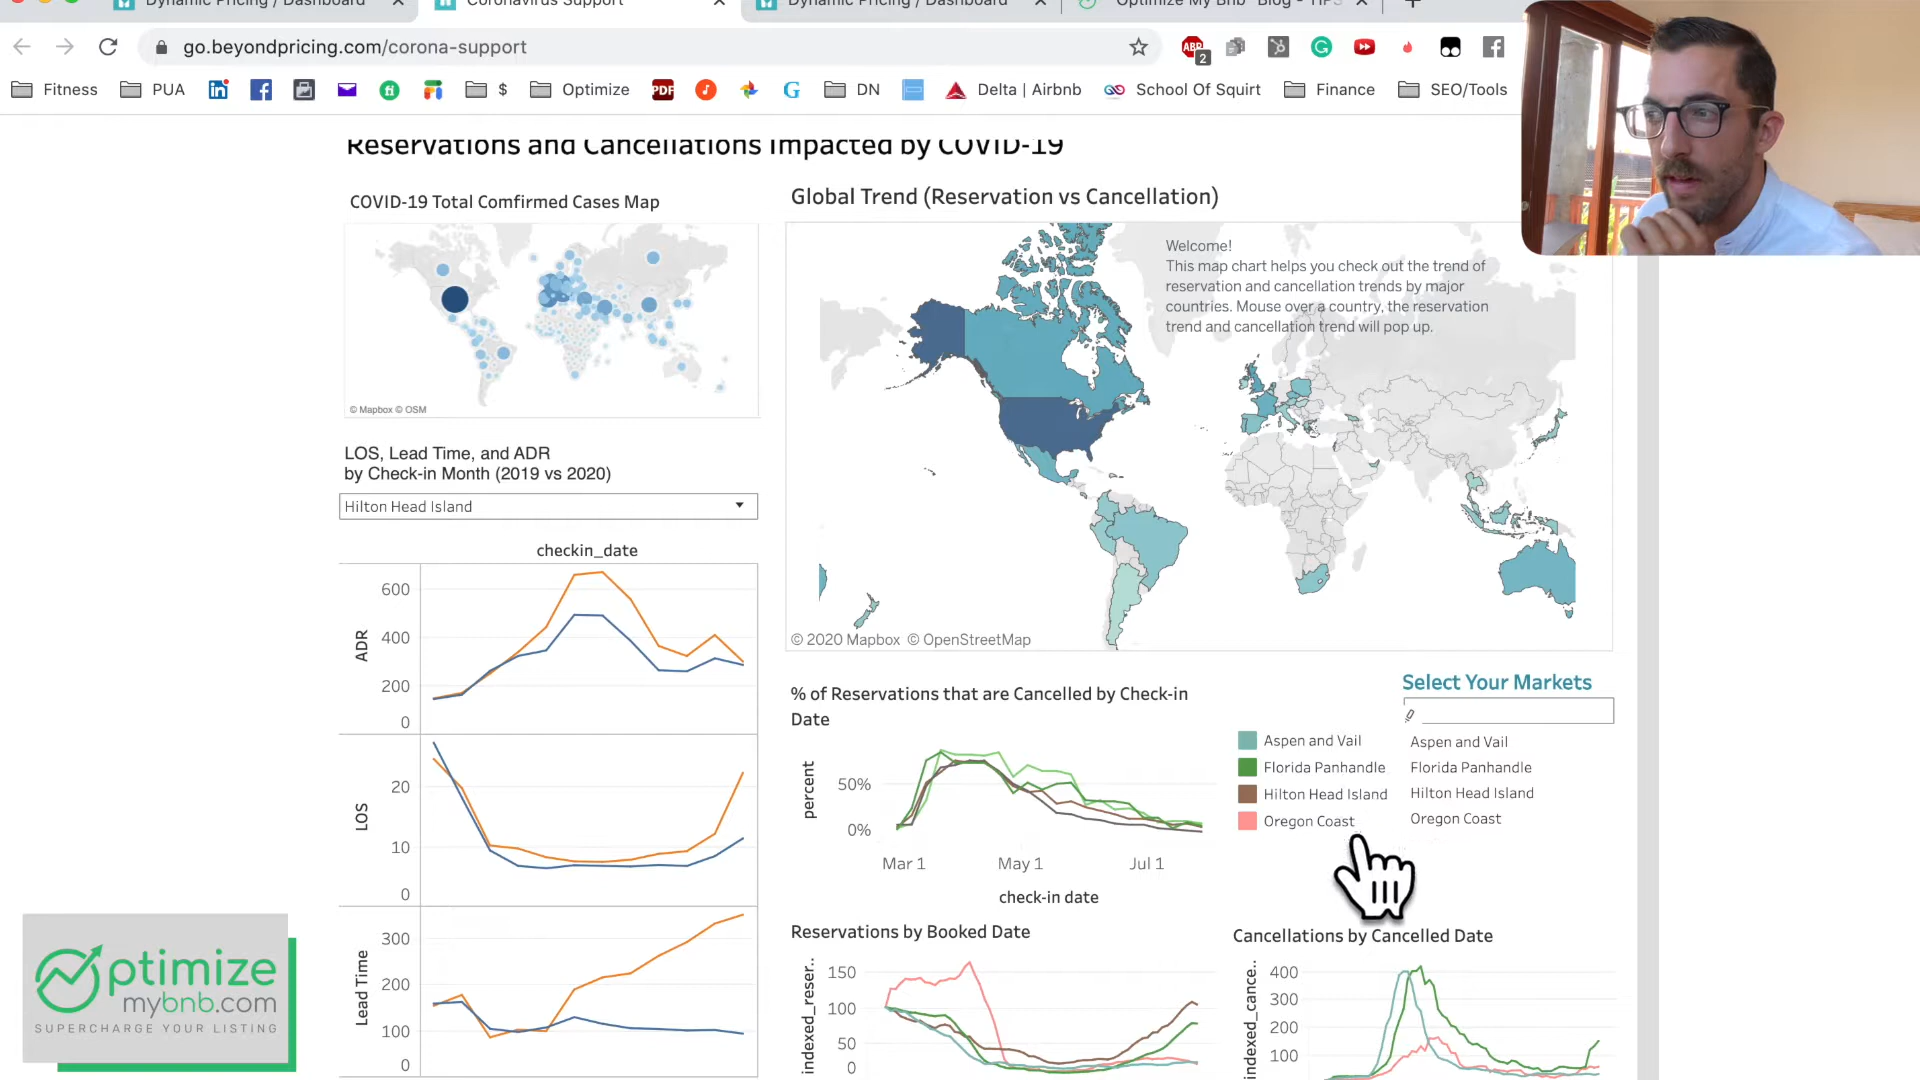 Dynamic Pricing / Dashboard
Coronavirus Support
Dynamic Pricing / Dashboard
Optimize My Bnb - Blog - TIPS
go.beyondpricing.com/corona-support
ABP
2
Fitness
PUA
$
Optimize
PDF
DN
Delta | Airbnb
School Of Squirt
Finance
SEO/Tools
Reservations and Cancellations Impacted by COVID-19
COVID-19 Total Comfirmed Cases Map
© Mapbox © OSM
Global Trend (Reservation vs Cancellation)
Welcome!
This map chart helps you check out the trend of
reservation and cancellation trends by major
countries. Mouse over a country, the reservation
trend and cancellation trend will pop up.
© 2020 Mapbox © OpenStreetMap
LOS, Lead Time, and ADR
by Check-in Month (2019 vs 2020)
Hilton Head Island
checkin_date
ADR
600
400
200
0
LOS
20
10
0
Lead Time
300
200
100
0
% of Reservations that are Cancelled by Check-in
Date
percent
50%
0%
Mar 1
May 1
Jul 1
check-in date
Aspen and Vail
Florida Panhandle
Hilton Head Island
Oregon Coast
Select Your Markets
Aspen and Vail
Florida Panhandle
Hilton Head Island
Oregon Coast
Reservations by Booked Date
indexed_reser..
150
100
50
0
Cancellations by Cancelled Date
indexed_cance..
400
300
200
100
Optimize
mybnb.com
SUPERCHARGE YOUR LISTING